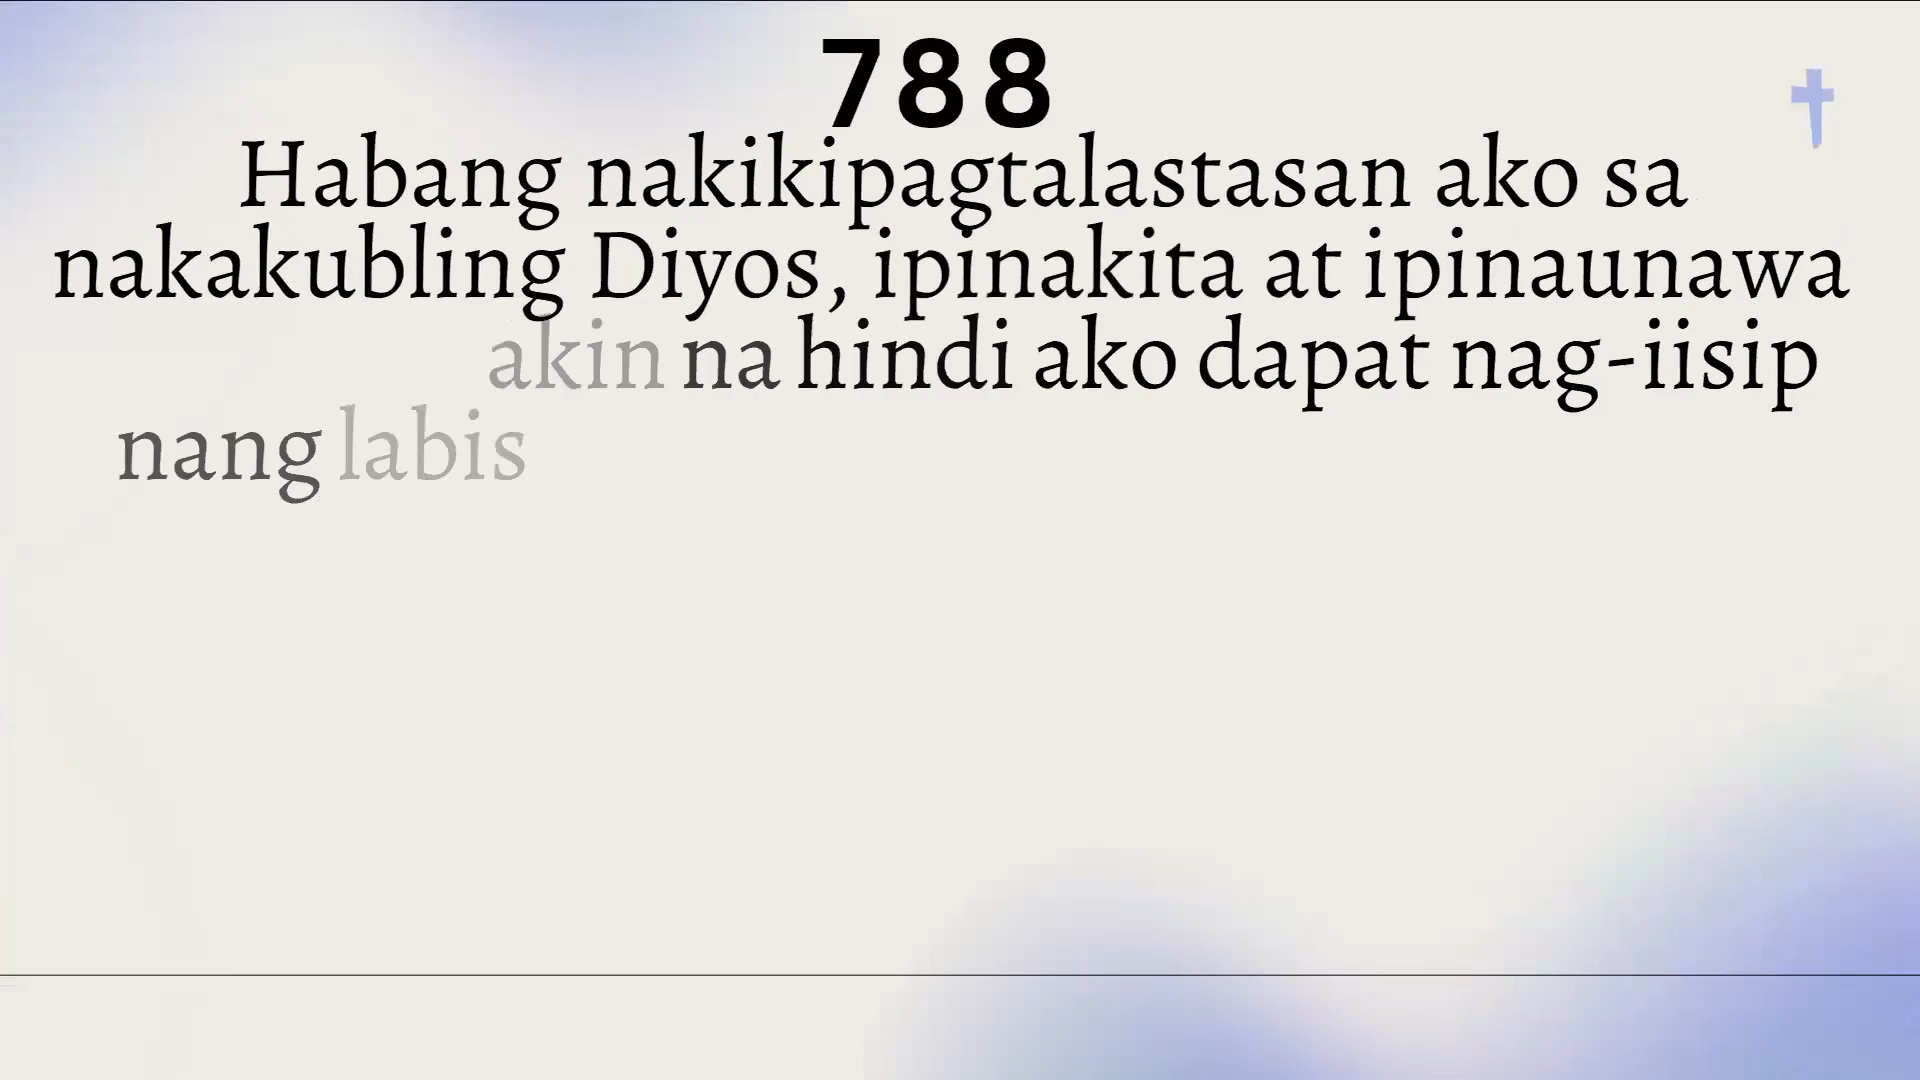 788
Habang nakikipagtalastasan ako sa
nakakubling Diyos, ipinakita at ipinaunawa
akin na hindi ako dapat nag-iisip
nang labis